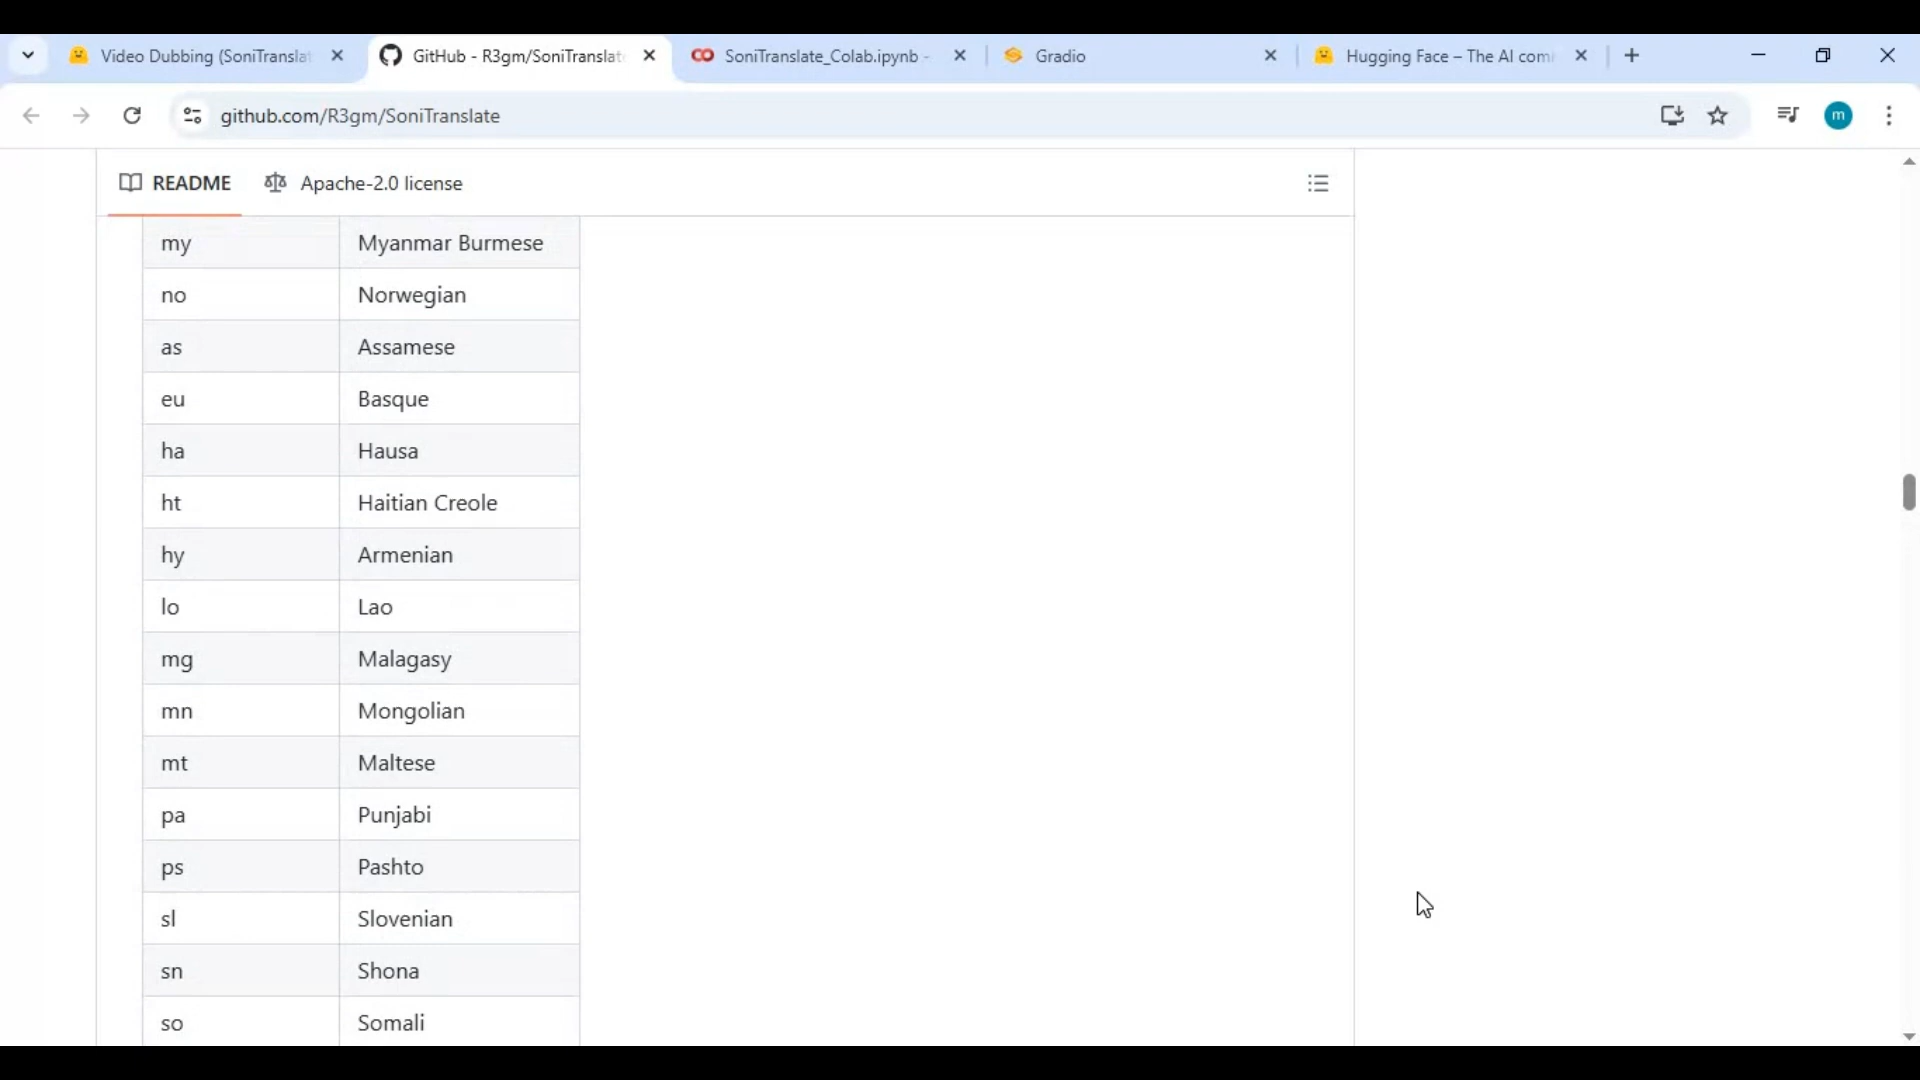 Video Dubbing (SoniTransla
GitHub - R3gm/SoniTranslate
SoniTranslate_Colab.ipynb -
Gradio
Hugging Face – The AI com
github.com/R3gm/SoniTranslate
m
README
Apache-2.0 license
my Myanmar Burmese
no Norwegian
as Assamese
eu Basque
ha Hausa
ht Haitian Creole
hy Armenian
lo Lao
mg Malagasy
mn Mongolian
mt Maltese
pa Punjabi
ps Pashto
sl Slovenian
sn Shona
so Somali